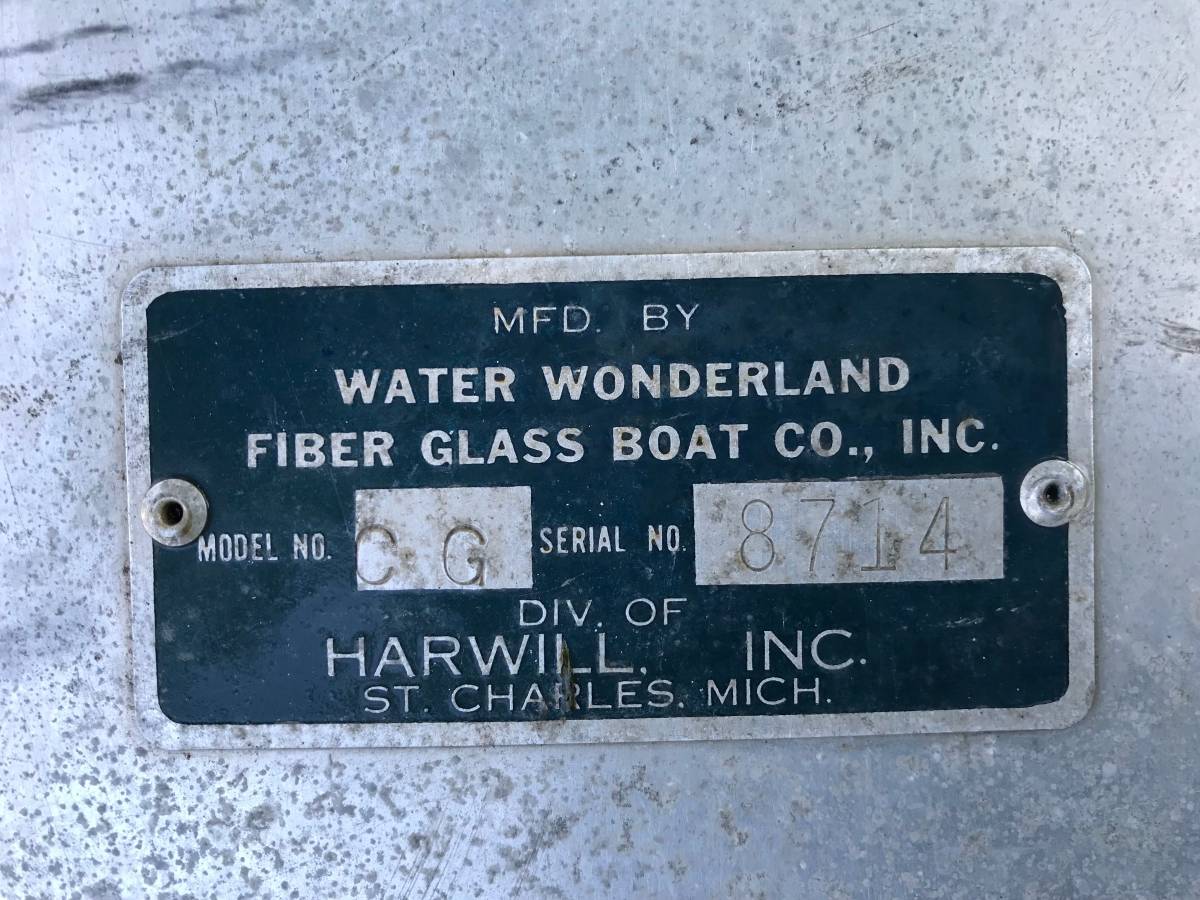 MFD. BY
WATER WONDERLAND
FIBER GLASS BOAT CO., INC.
MODEL NO. C G SERIAL NO. 8714
DIV. OF
HARWILL. INC.
ST. CHARLES. MICH.